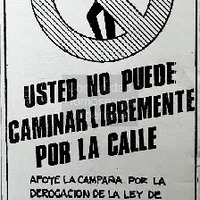 USTED NO PUEDE
CAMINAR LIBREMENTE
POR LA CALLE
APOYE LA CAMPAÑA POR LA
DEROGACION DE LA LEY DE